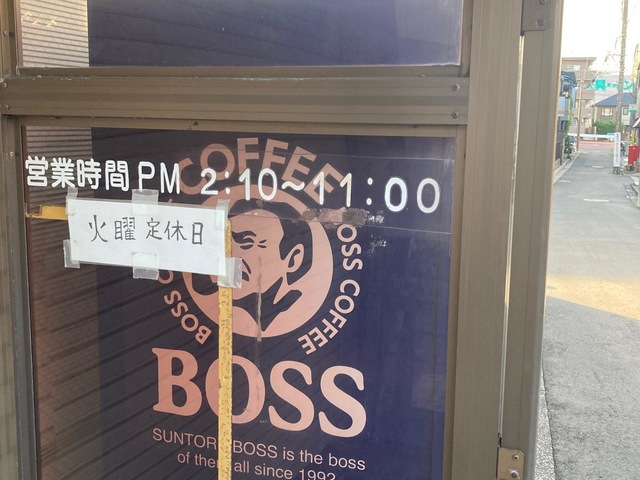 営業時間 PM 2:10~11:00
火曜 定休日
COFFEE
BOSS COFFEE
BOSS
BOSS
SUNTORY BOSS is the boss
of them all since 1992